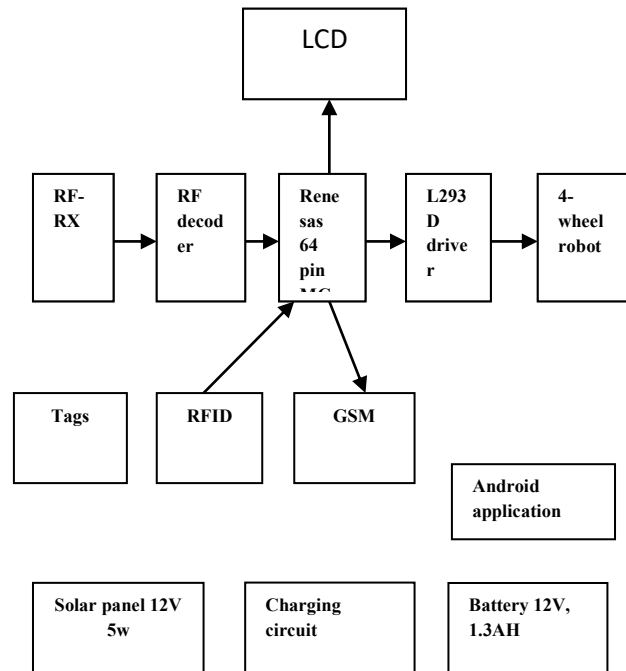 LCD
RF-
RX
RF
decod
er
Rene
sas
64
pin
L293
D
drive
r
4-
wheel
robot
Tags
RFID
GSM
Android
application
Solar panel 12V
5w
Charging
circuit
Battery 12V,
1.3AH